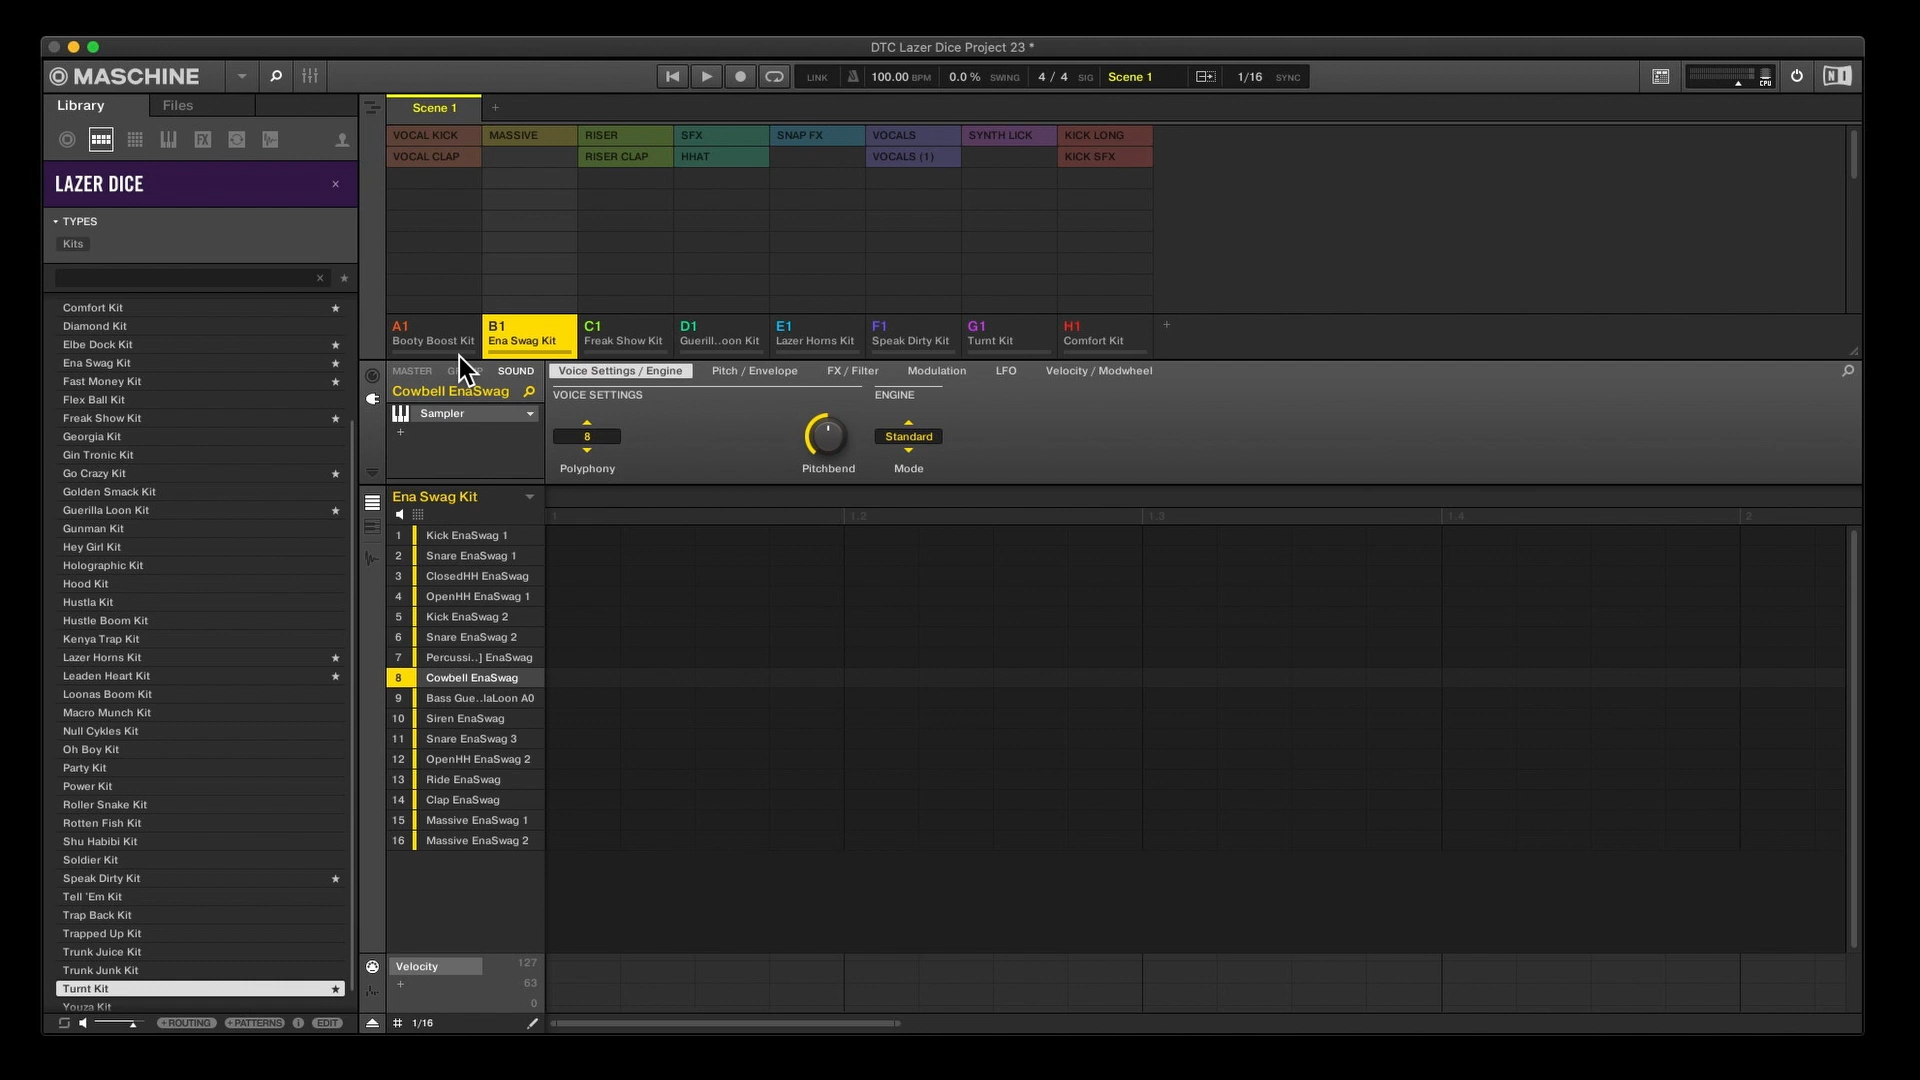 DTC Lazer Dice Project 23 *
MASCHINE
LINK 100.00 BPM 0.0 % SWING 4 / 4 SIG Scene 1 1/16 SYNC
CPU
NI
Library Files
FX
LAZER DICE ×
TYPES
Kits
×
Comfort Kit
Diamond Kit
Elbe Dock Kit
Ena Swag Kit
Fast Money Kit
Flex Ball Kit
Freak Show Kit
Georgia Kit
Gin Tronic Kit
Go Crazy Kit
Golden Smack Kit
Guerilla Loon Kit
Gunman Kit
Hey Girl Kit
Holographic Kit
Hood Kit
Hustla Kit
Hustle Boom Kit
Kenya Trap Kit
Lazer Horns Kit
Leaden Heart Kit
Loonas Boom Kit
Macro Munch Kit
Null Cykles Kit
Oh Boy Kit
Party Kit
Power Kit
Roller Snake Kit
Rotten Fish Kit
Shu Habibi Kit
Soldier Kit
Speak Dirty Kit
Tell 'Em Kit
Trap Back Kit
Trapped Up Kit
Trunk Juice Kit
Trunk Junk Kit
Turnt Kit
Youza Kit
+ROUTING +PATTERNS i EDIT
Scene 1 +
VOCAL KICK MASSIVE RISER SFX SNAP FX VOCALS SYNTH LICK KICK LONG
VOCAL CLAP RISER CLAP HHAT VOCALS (1) KICK SFX
A1 B1 C1 D1 E1 F1 G1 H1 +
Booty Boost Kit Ena Swag Kit Freak Show Kit Guerill..oon Kit Lazer Horns Kit Speak Dirty Kit Turnt Kit Comfort Kit
MASTER SOUND
Cowbell EnaSwag
Sampler
+
Voice Settings / Engine Pitch / Envelope FX / Filter Modulation LFO Velocity / Modwheel
VOICE SETTINGS ENGINE
8 Standard
Polyphony Pitchbend Mode
Ena Swag Kit
1 1.2 1.3 1.4 2
1 Kick EnaSwag 1
2 Snare EnaSwag 1
3 ClosedHH EnaSwag
4 OpenHH EnaSwag 1
5 Kick EnaSwag 2
6 Snare EnaSwag 2
7 Percussi..] EnaSwag
8 Cowbell EnaSwag
9 Bass Gue..laLoon A0
10 Siren EnaSwag
11 Snare EnaSwag 3
12 OpenHH EnaSwag 2
13 Ride EnaSwag
14 Clap EnaSwag
15 Massive EnaSwag 1
16 Massive EnaSwag 2
Velocity 127
+ 63
0
1/16